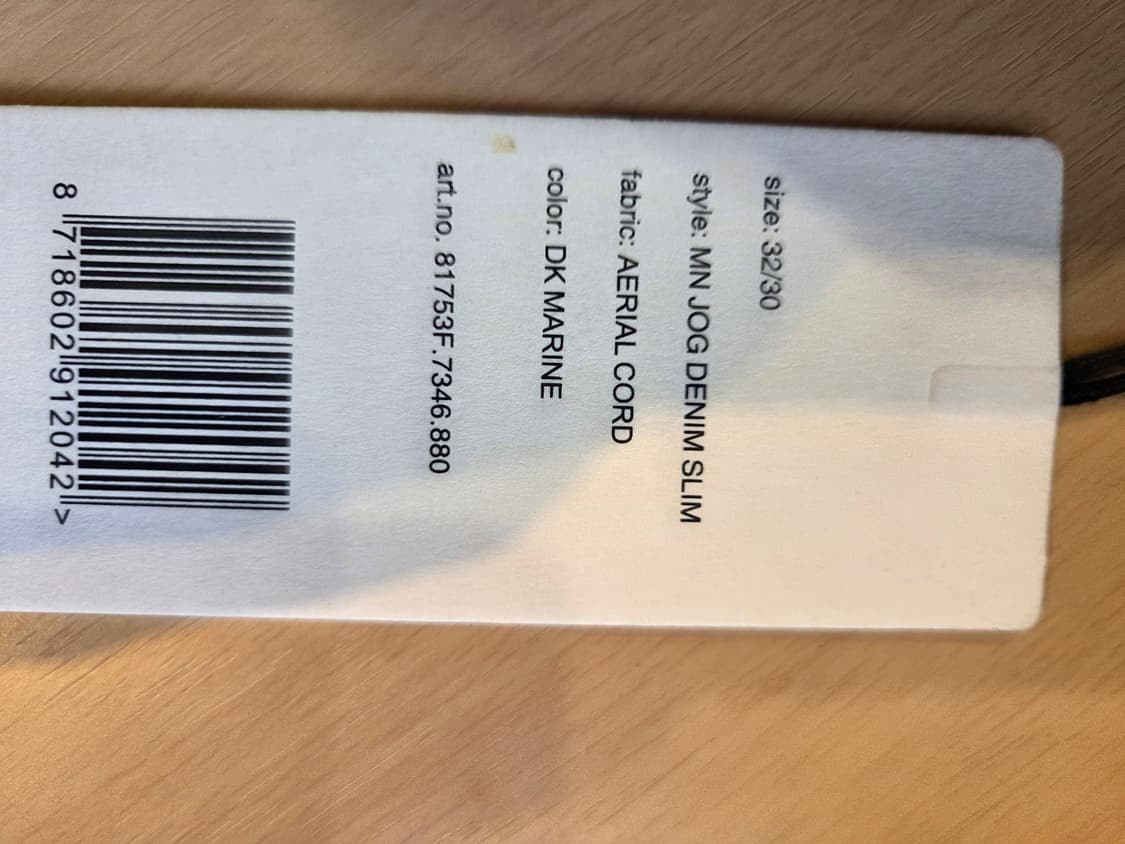 size: 32/30
style: MN JOG DENIM SLIM
fabric: AERIAL CORD
color: DK MARINE
art.no. 81753F.7346.880
8 718602 912042 >